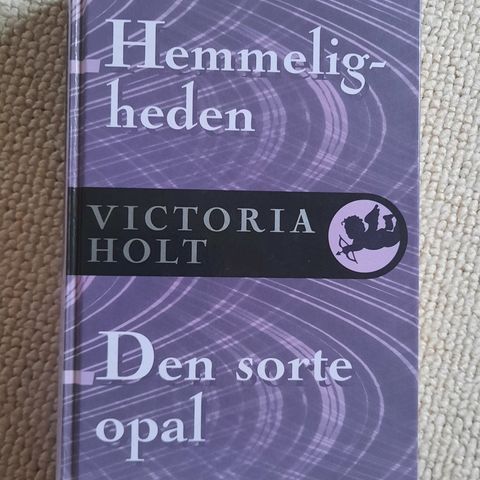 Hemmelig-
heden
VICTORIA
HOLT
Den sorte
opal